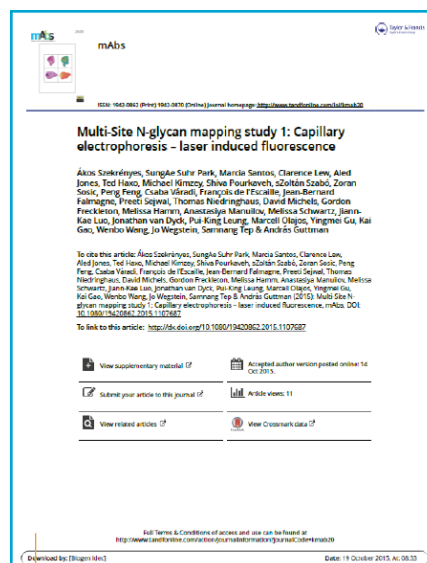 mAbs
Taylor & Francis
mAbs
ISSN: 1942-0862 (Print) 1942-0870 (Online) Journal homepage: http://www.tandfonline.com/loi/kmab20
Multi-Site N-glycan mapping study 1: Capillary
electrophoresis – laser induced fluorescence
Ákos Szekrényes, SungAe Suhr Park, Marcia Santos, Clarence Lew, Aled
Jones, Ted Haxo, Michael Kimzey, Shiva Pourkaveh, sZoltán Szabó, Zoran
Sosic, Peng Feng, Csaba Váradi, François de l'Escaille, Jean-Bernard
Falmagne, Preeti Sejwal, Thomas Niedringhaus, David Michels, Gordon
Freckleton, Melissa Hamm, Anastasiya Manuilov, Melissa Schwartz, Jiann-
Kae Luo, Jonathan van Dyck, Pui-King Leung, Marcell Olajos, Yingmei Gu,
Kai Gao, Wenbo Wang, Jo Wegstein, Samnang Tep & András Guttman
To cite this article: Ákos Szekrényes, SungAe Suhr Park, Marcia Santos, Clarence Lew,
Aled Jones, Ted Haxo, Michael Kimzey, Shiva Pourkaveh, sZoltán Szabó, Zoran Sosic, Peng
Feng, Csaba Váradi, François de l'Escaille, Jean-Bernard Falmagne, Preeti Sejwal, Thomas
Niedringhaus, David Michels, Gordon Freckleton, Melissa Hamm, Anastasiya Manuilov, Melissa
Schwartz, Jiann-Kae Luo, Jonathan van Dyck, Pui-King Leung, Marcell Olajos, Yingmei Gu,
Kai Gao, Wenbo Wang, Jo Wegstein, Samnang Tep & András Guttman (2015): Multi-Site N-
glycan mapping study 1: Capillary electrophoresis – laser induced fluorescence, mAbs, DOI:
10.1080/19420862.2015.1107687
To link to this article: http://dx.doi.org/10.1080/19420862.2015.1107687
View supplementary material
Accepted author version posted online: 14
Oct 2015.
Submit your article to this journal
Article views: 11
View related articles
View Crossmark data
Full Terms & Conditions of access and use can be found at
http://www.tandfonline.com/action/journalInformation?journalCode=kmab20
Download by: [Biogen Idec]
Date: 19 October 2015, At: 08:33